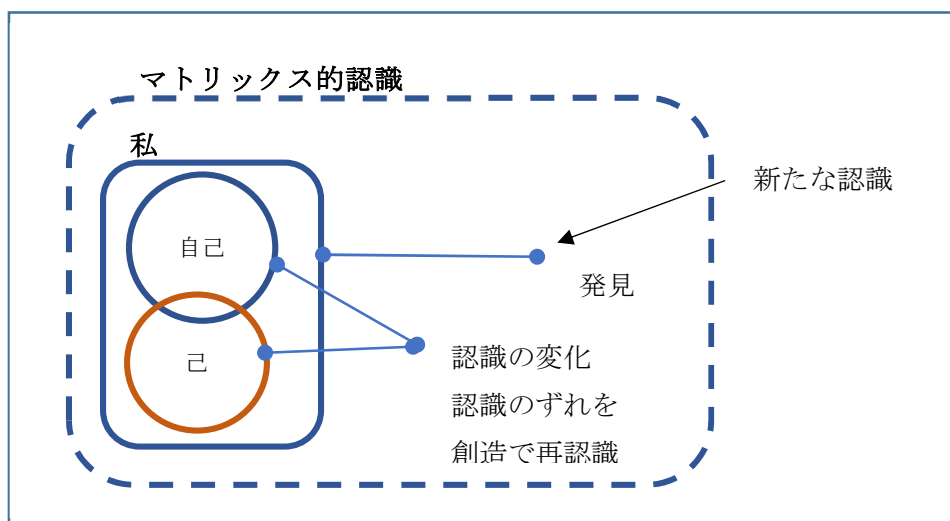 マトリックス的認識
私
新たな認識
自己
発見
己
認識の変化
認識のずれを
創造で再認識